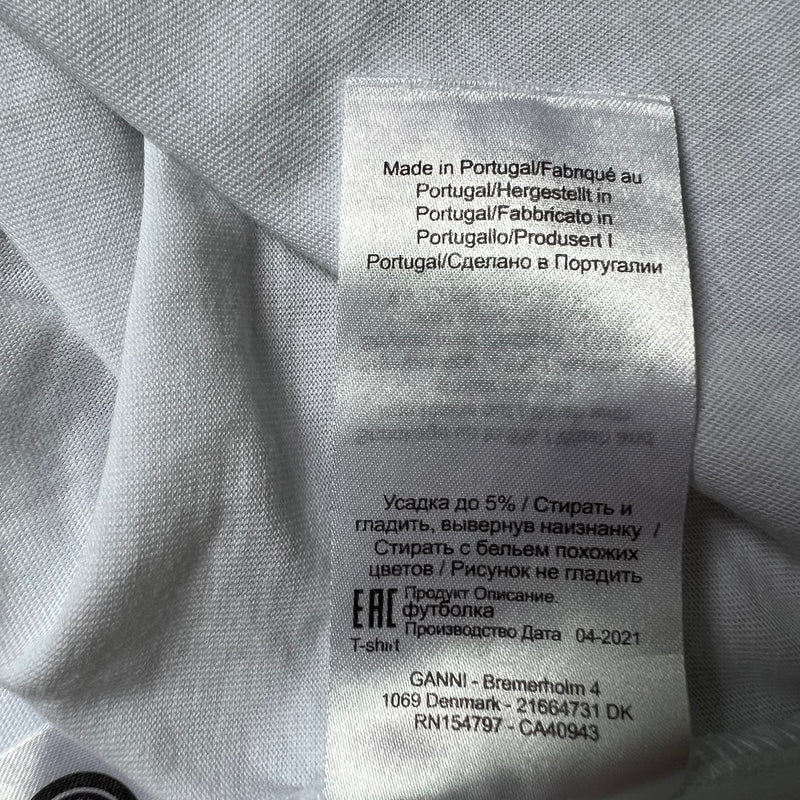 Made in Portugal/Fabriqué au
Portugal/Hergestellt in
Portugal/Fabbricato in
Portugallo/Produsert I
Portugal/Сделано в Португалии
Усадка до 5% / Стирать и
гладить, вывернув наизнанку /
Стирать с бельем похожих
цветов / Рисунок не гладить
EAC Продукт Описание.
футболка
Производство Дата 04-2021
T-shirt
GANNI - Bremerholm 4
1069 Denmark - 21664731 DK
RN154797 - CA40943